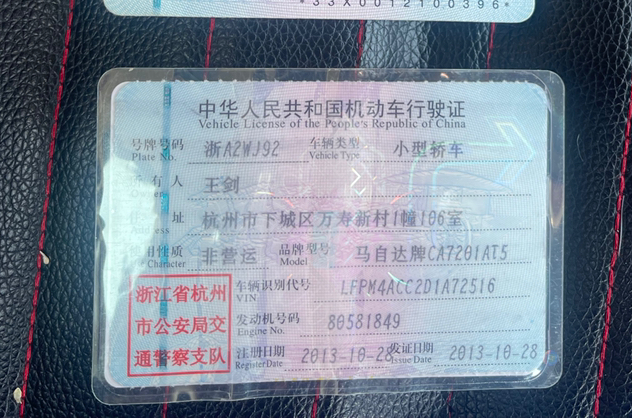 *33X0012100396*
中华人民共和国机动车行驶证
Vehicle License of the People's Republic of China
号牌号码 浙A2WJ92 车辆类型 小型轿车
Plate No. Vehicle Type
有人 王剑
址 杭州市下城区万寿新村1幢106室
用性质 非营运 品牌型号 马自达牌CA7201AT5
Character Model
浙江省杭州
市公安局交
通警察支队
车辆识别代号 LFPM4ACC2D1A72516
VIN
发动机号码 80581849
Engine No.
注册日期 2013-10-28 发证日期 2013-10-28
Register Date Issue Date